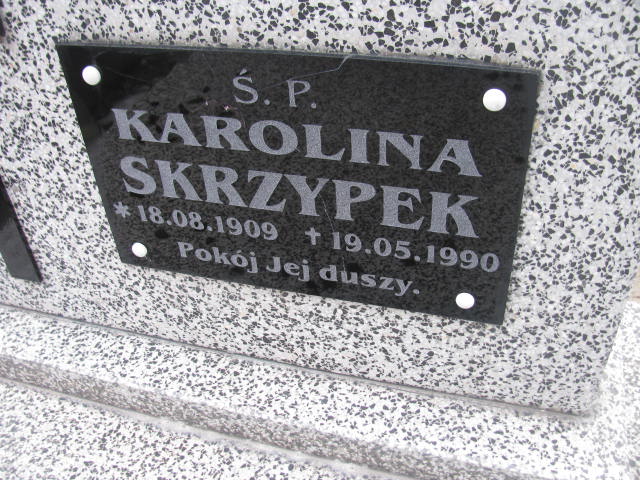 Ś. P.
KAROLINA
SKRZYPEK
* 18.08.1909 † 19.05.1990
Pokój Jej duszy.